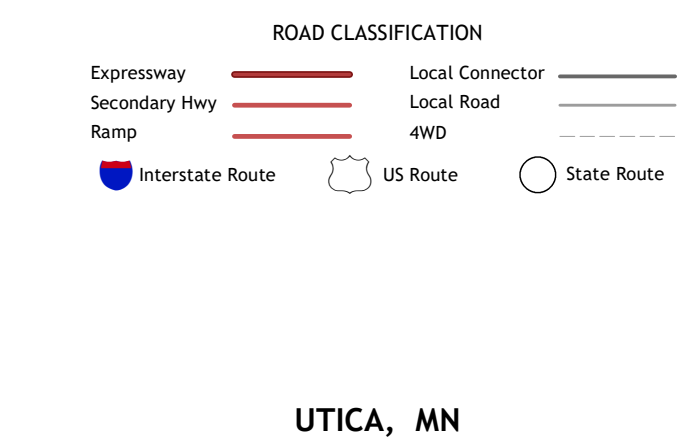 ROAD CLASSIFICATION
Expressway
Local Connector
Secondary Hwy
Local Road
Ramp
4WD
Interstate Route
US Route
State Route
UTICA, MN